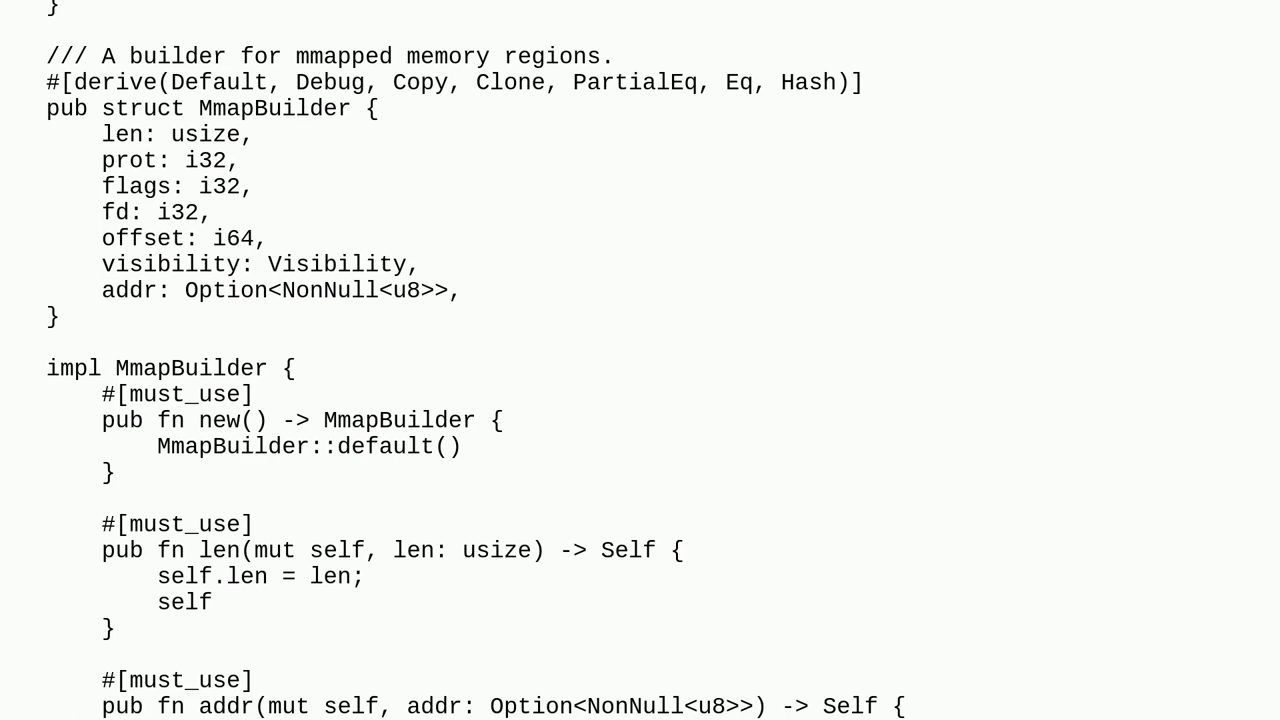 }
/// A builder for mmapped memory regions.
#[derive(Default, Debug, Copy, Clone, PartialEq, Eq, Hash)]
pub struct MmapBuilder {
    len: usize,
    prot: i32,
    flags: i32,
    fd: i32,
    offset: i64,
    visibility: Visibility,
    addr: Option<NonNull<u8>>,
}
impl MmapBuilder {
    #[must_use]
    pub fn new() -> MmapBuilder {
        MmapBuilder::default()
    }
    #[must_use]
    pub fn len(mut self, len: usize) -> Self {
        self.len = len;
        self
    }
    #[must_use]
    pub fn addr(mut self, addr: Option<NonNull<u8>>) -> Self {